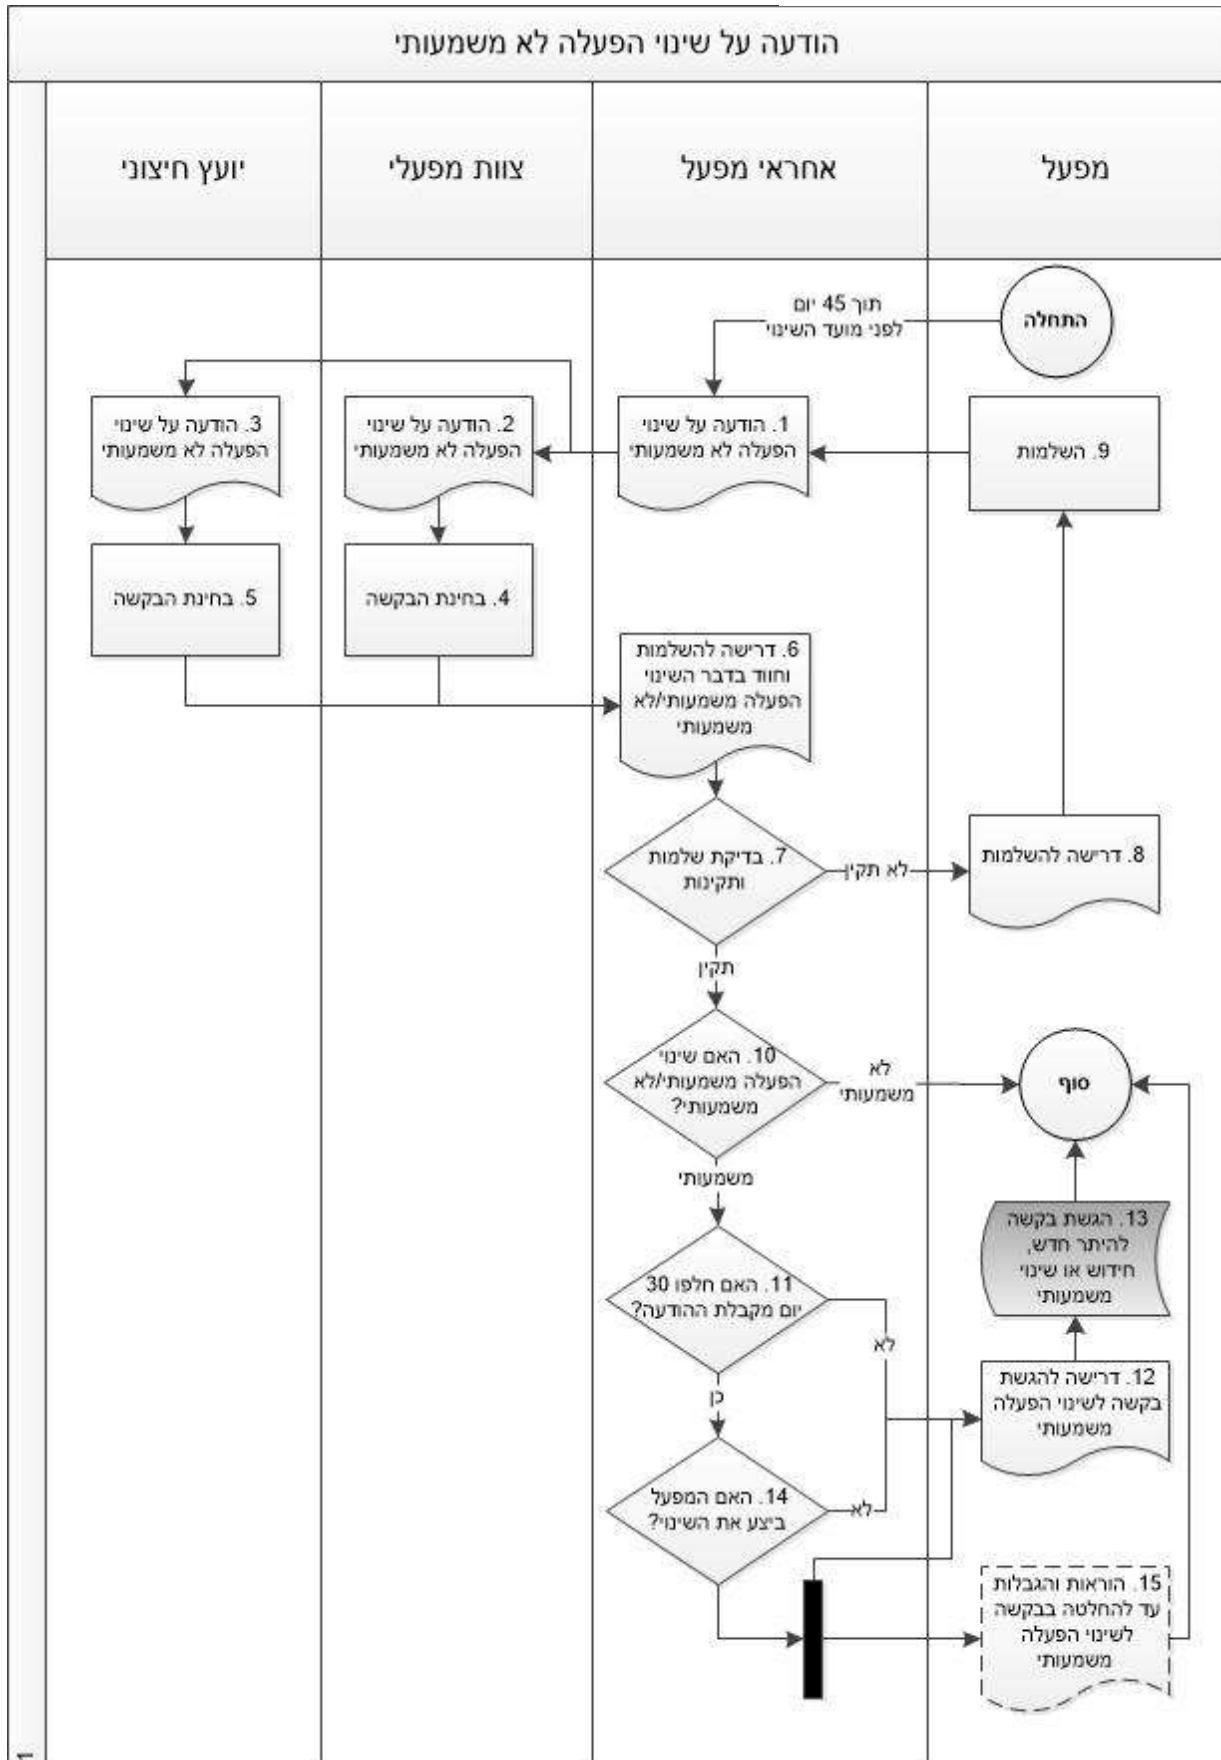 הודעה על שינוי הפעלה לא משמעותי
מפעל
אחראי מפעל
צוות מפעלי
יועץ חיצוני
התחלה
תוך 45 יום
לפני מועד השינוי
1. הודעה על שינוי
הפעלה לא משמעותי
2. הודעה על שינוי
הפעלה לא משמעותי
3. הודעה על שינוי
הפעלה לא משמעותי
9. השלמות
4. בחינת הבקשה
5. בחינת הבקשה
6. דרישה להשלמות
וחווד בדבר השינוי
הפעלה משמעותי/לא
משמעותי
7. בדיקת שלמות
ותקינות
לא תקין
8. דרישה להשלמות
תקין
10. האם שינוי
הפעלה משמעותי/לא
משמעותי?
לא
משמעותי
סוף
משמעותי
13. הגשת בקשה
להיתר חדש,
חידוש או שינוי
משמעותי
11. האם חלפו 30
יום מקבלת ההודעה?
לא
כן
12. דרישה להגשת
בקשה לשינוי הפעלה
משמעותי
14. האם המפעל
ביצע את השינוי?
לא
15. הוראות והגבלות
עד להחלטה בבקשה
לשינוי הפעלה
משמעותי
1